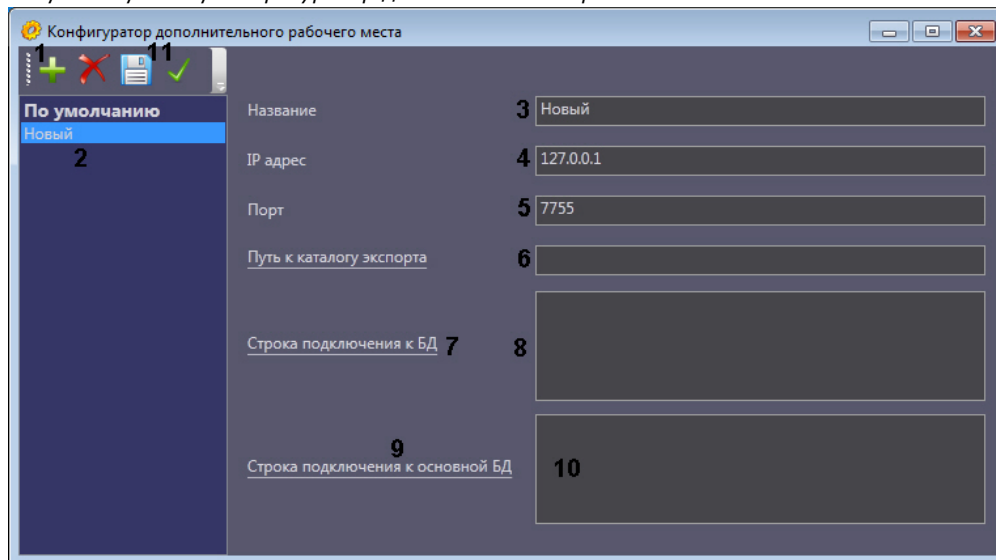 Конфигуратор дополнительного рабочего места
1
11
По умолчанию
Новый
2
Название 3 Новый
IP адрес 4 127.0.0.1
Порт 5 7755
Путь к каталогу экспорта 6
Строка подключения к БД 7 8
9
Строка подключения к основной БД 10